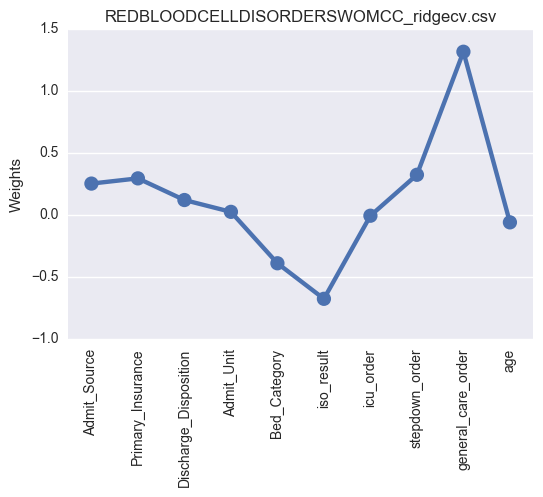 REDBLOODCELLDISORDERSWOMCC_ridgecv.csv
1.5
1.0
0.5
0.0
−0.5
−1.0
Weights
Admit_Source
Primary_Insurance
Discharge_Disposition
Admit_Unit
Bed_Category
iso_result
icu_order
stepdown_order
general_care_order
age